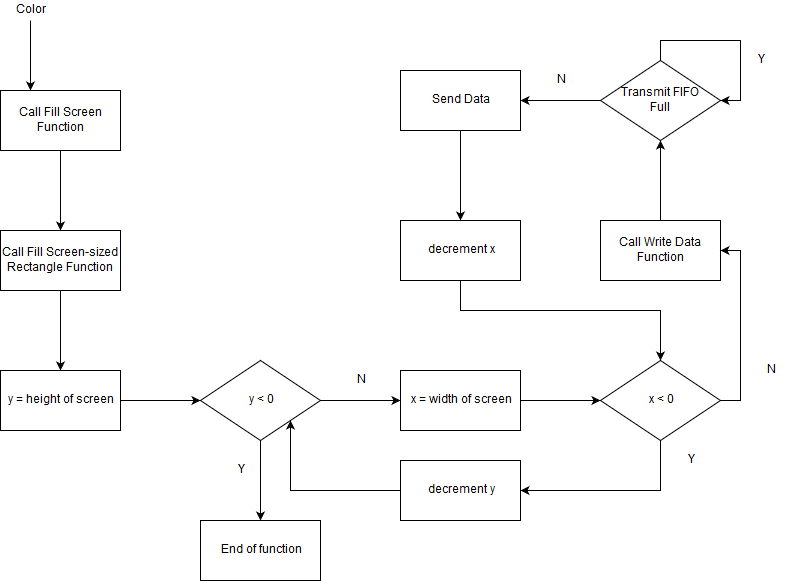 Color
Call Fill Screen
Function
Call Fill Screen-sized
Rectangle Function
y = height of screen
y < 0
Y
N
End of function
x = width of screen
x < 0
Y
N
decrement y
Call Write Data
Function
Transmit FIFO
Full
Y
N
Send Data
decrement x